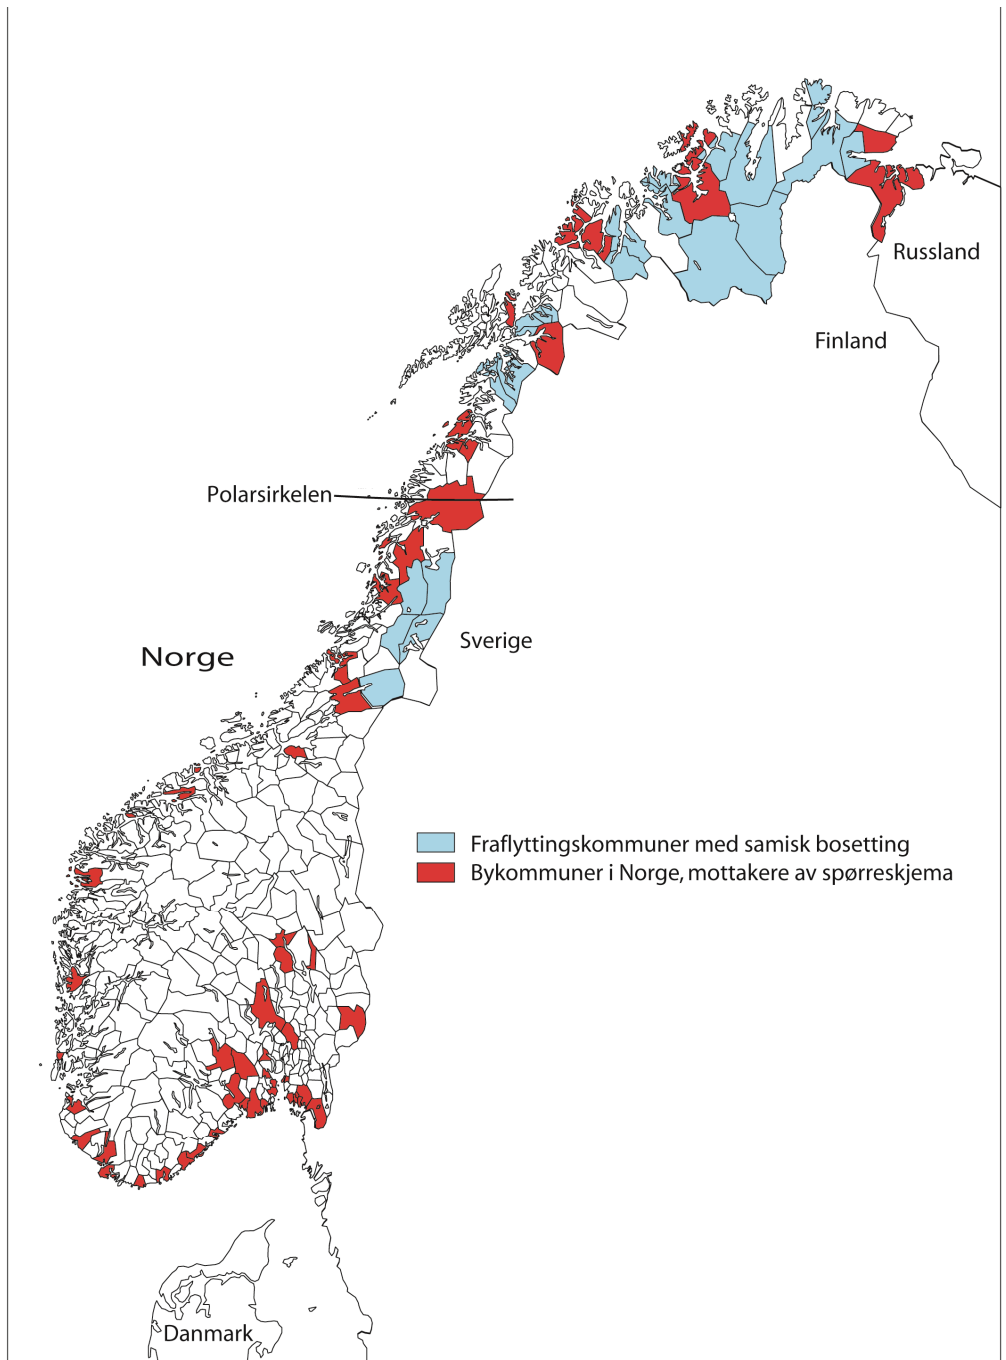 Russland
Finland
Polarsirkelen
Sverige
Norge
Fraflyttingskommuner med samisk bosetting
Bykommuner i Norge, mottakere av spørreskjema
Danmark